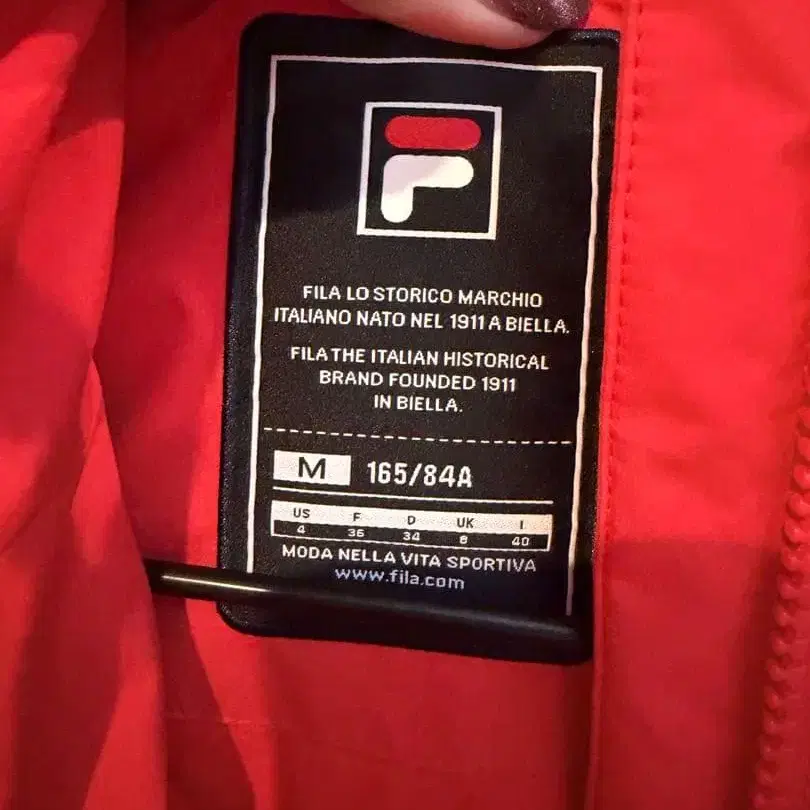 FILA LO STORICO MARCHIO
ITALIANO NATO NEL 1911 A BIELLA.
FILA THE ITALIAN HISTORICAL
BRAND FOUNDED 1911
IN BIELLA.
M 165/84A
US F D UK I
4 36 34 8 40
MODA NELLA VITA SPORTIVA
www.fila.com